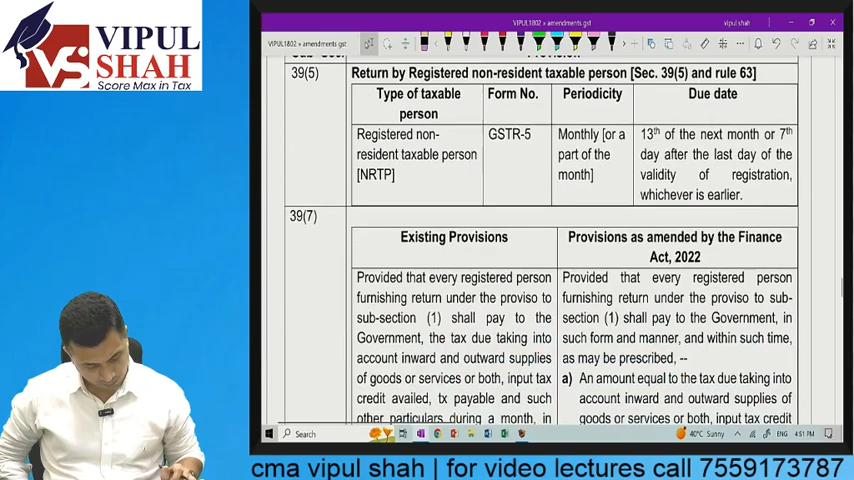 VIPUL
SHAH
Score Max in Tax
VS
VIPUL1802 » amendments gst
vipul shah
VIPUL1802 » amendments.gst
39(5)
Return by Registered non-resident taxable person [Sec. 39(5) and rule 63]
Type of taxable person
Form No.
Periodicity
Due date
Registered non-
resident taxable person
[NRTP]
GSTR-5
Monthly [or a
part of the
month]
13th of the next month or 7th
day after the last day of the
validity of registration,
whichever is earlier.
39(7)
Existing Provisions
Provisions as amended by the Finance
Act, 2022
Provided that every registered person
furnishing return under the proviso to
sub-section (1) shall pay to the
Government, the tax due taking into
account inward and outward supplies
of goods or services or both, input tax
credit availed, tx payable and such
other particulars during a month, in
Provided that every registered person
furnishing return under the proviso to sub-
section (1) shall pay to the Government, in
such form and manner, and within such time,
as may be prescribed, --
a) An amount equal to the tax due taking into
account inward and outward supplies of
goods or services or both, input tax credit
Search
40°C Sunny
ENG
4:51 PM
cma vipul shah | for video lectures call 7559173787